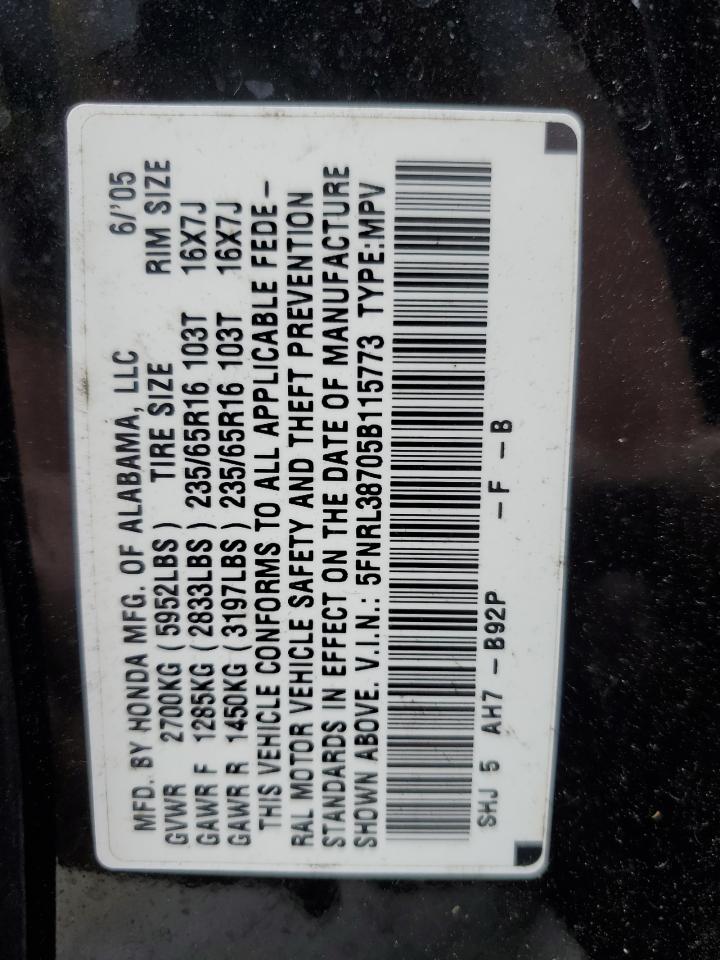 MFD. BY HONDA MFG. OF ALABAMA, LLC 6/'05
GVWR 2700KG ( 5952LBS ) TIRE SIZE RIM SIZE
GAWR F 1285KG ( 2833LBS ) 235/65R16 103T 16X7J
GAWR R 1450KG ( 3197LBS ) 235/65R16 103T 16X7J
THIS VEHICLE CONFORMS TO ALL APPLICABLE FEDE-
RAL MOTOR VEHICLE SAFETY AND THEFT PREVENTION
STANDARDS IN EFFECT ON THE DATE OF MANUFACTURE
SHOWN ABOVE. V.I.N.: 5FNRL38705B115773 TYPE:MPV
SHJ 5 AH7 -B92P -F -B